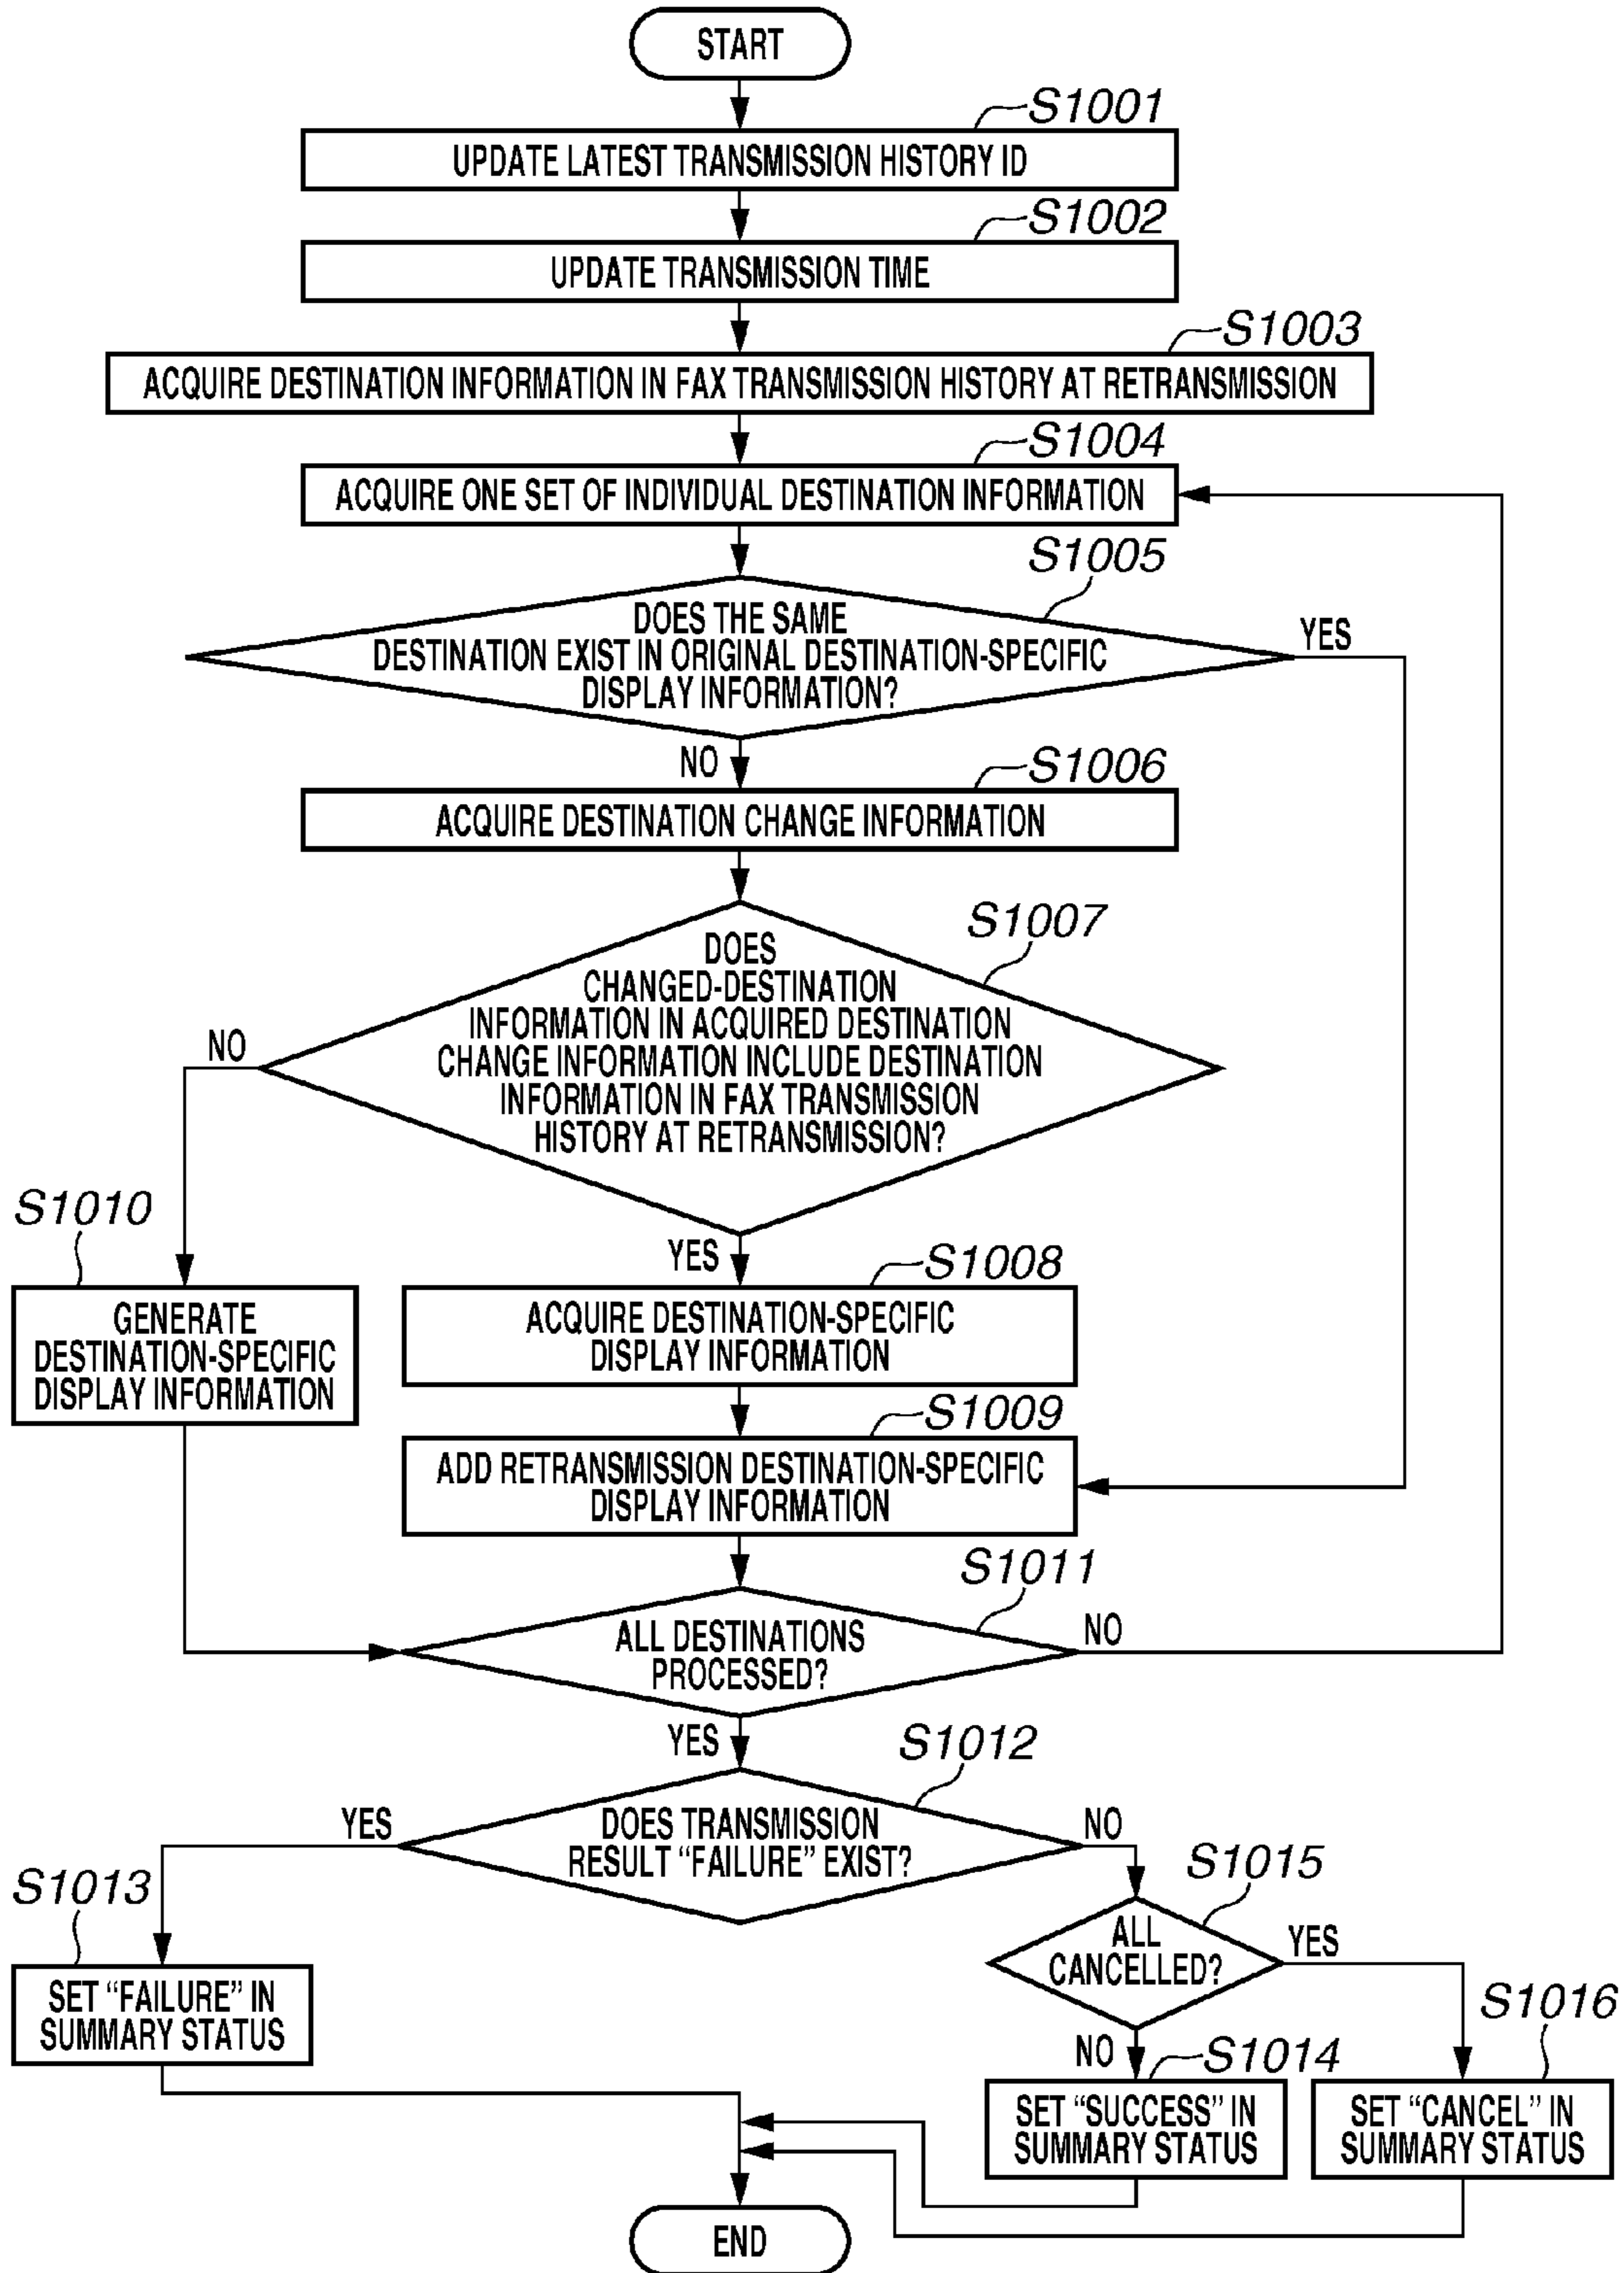 START
S1001
UPDATE LATEST TRANSMISSION HISTORY ID
S1002
UPDATE TRANSMISSION TIME
S1003
ACQUIRE DESTINATION INFORMATION IN FAX TRANSMISSION HISTORY AT RETRANSMISSION
S1004
ACQUIRE ONE SET OF INDIVIDUAL DESTINATION INFORMATION
S1005
DOES THE SAME
DESTINATION EXIST IN ORIGINAL DESTINATION-SPECIFIC
DISPLAY INFORMATION?
YES
NO
S1006
ACQUIRE DESTINATION CHANGE INFORMATION
S1007
DOES
CHANGED-DESTINATION
INFORMATION IN ACQUIRED DESTINATION
CHANGE INFORMATION INCLUDE DESTINATION
INFORMATION IN FAX TRANSMISSION
HISTORY AT RETRANSMISSION?
NO
YES
S1010
GENERATE
DESTINATION-SPECIFIC
DISPLAY INFORMATION
S1008
ACQUIRE DESTINATION-SPECIFIC
DISPLAY INFORMATION
S1009
ADD RETRANSMISSION DESTINATION-SPECIFIC
DISPLAY INFORMATION
S1011
ALL DESTINATIONS
PROCESSED?
NO
YES
S1012
DOES TRANSMISSION
RESULT “FAILURE” EXIST?
YES
NO
S1013
SET “FAILURE” IN
SUMMARY STATUS
S1015
ALL
CANCELLED?
YES
NO
S1014
SET “SUCCESS” IN
SUMMARY STATUS
S1016
SET “CANCEL” IN
SUMMARY STATUS
END